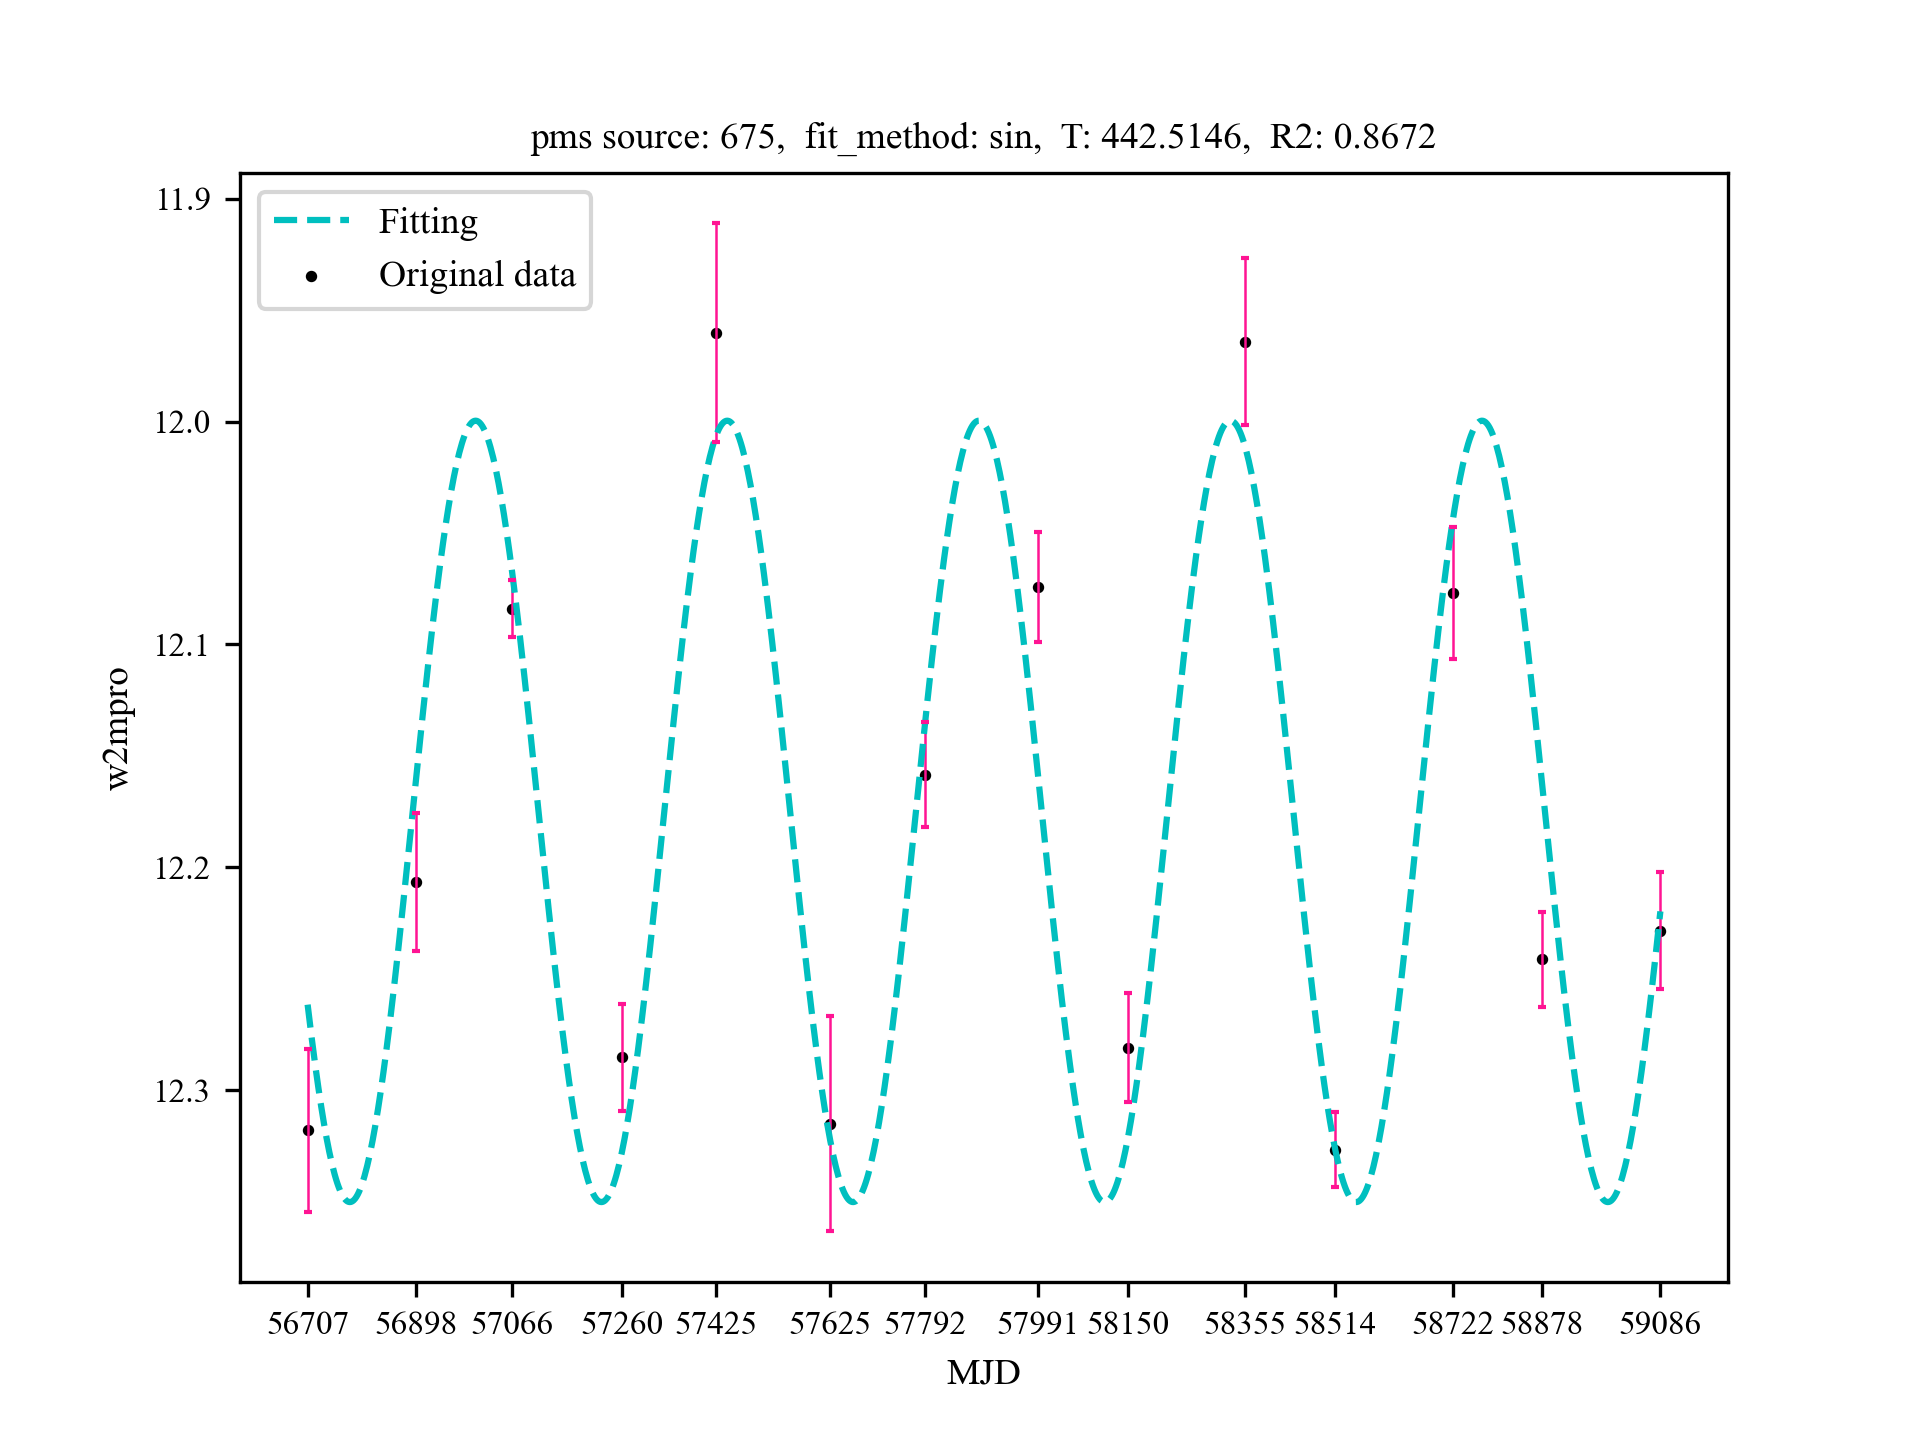 pms source: 675,  fit_method: sin,  T: 442.5146,  R2: 0.8672
Fitting
Original data
11.9
12.0
12.1
12.2
12.3
w2mpro
56707 56898 57066 57260 57425 57625 57792 57991 58150 58355 58514 58722 58878 59086
MJD